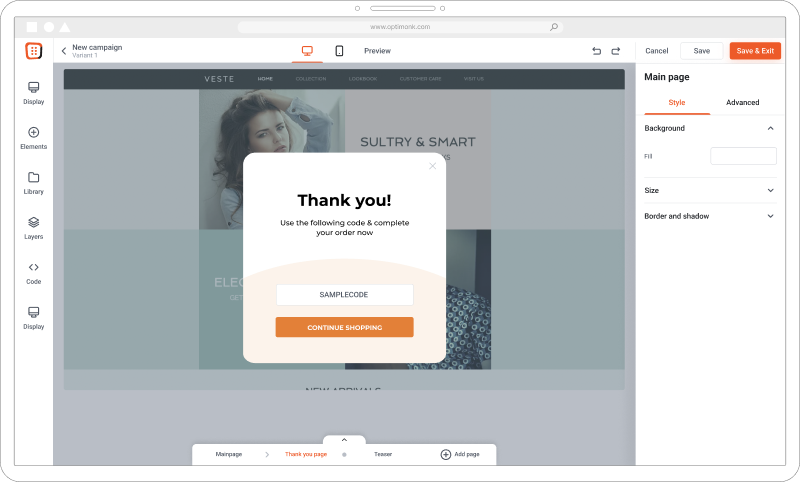 www.optimonk.com
New campaign
Variant 1
Preview
Cancel
Save
Save & Exit
Display
Elements
Library
Layers
Code
Display
VESTE
HOME
COLLECTION
LOOKBOOK
CUSTOMER CARE
VISIT US
SULTRY & SMART
Thank you!
Use the following code & complete
your order now
SAMPLECODE
CONTINUE SHOPPING
NEW ARRIVALS
Mainpage
Thank you page
Teaser
Add page
Main page
Style
Advanced
Background
Fill
Size
Border and shadow